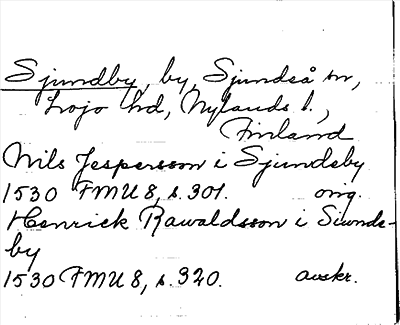 Sjundby, by, Sjundeå sn,
Lojo hd, Nylands l.,
Finland
Nils Jespersson i Sjundeby
1530 FMU 8, s. 301. orig.
Henrick Rawaldsson i Siunde-
by
1530 FMU 8, s. 320. avskr.